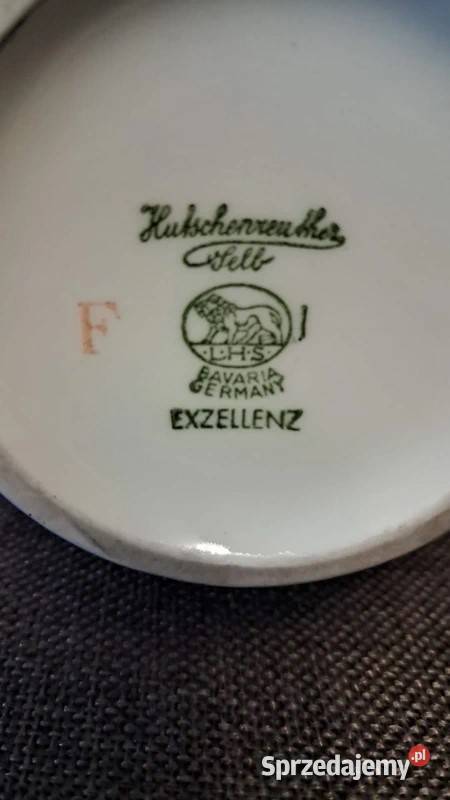 Hutschenreuther
Selb
F
L.H.S.
BAVARIA
GERMANY
EXZELLENZ
Sprzedajemy.pl